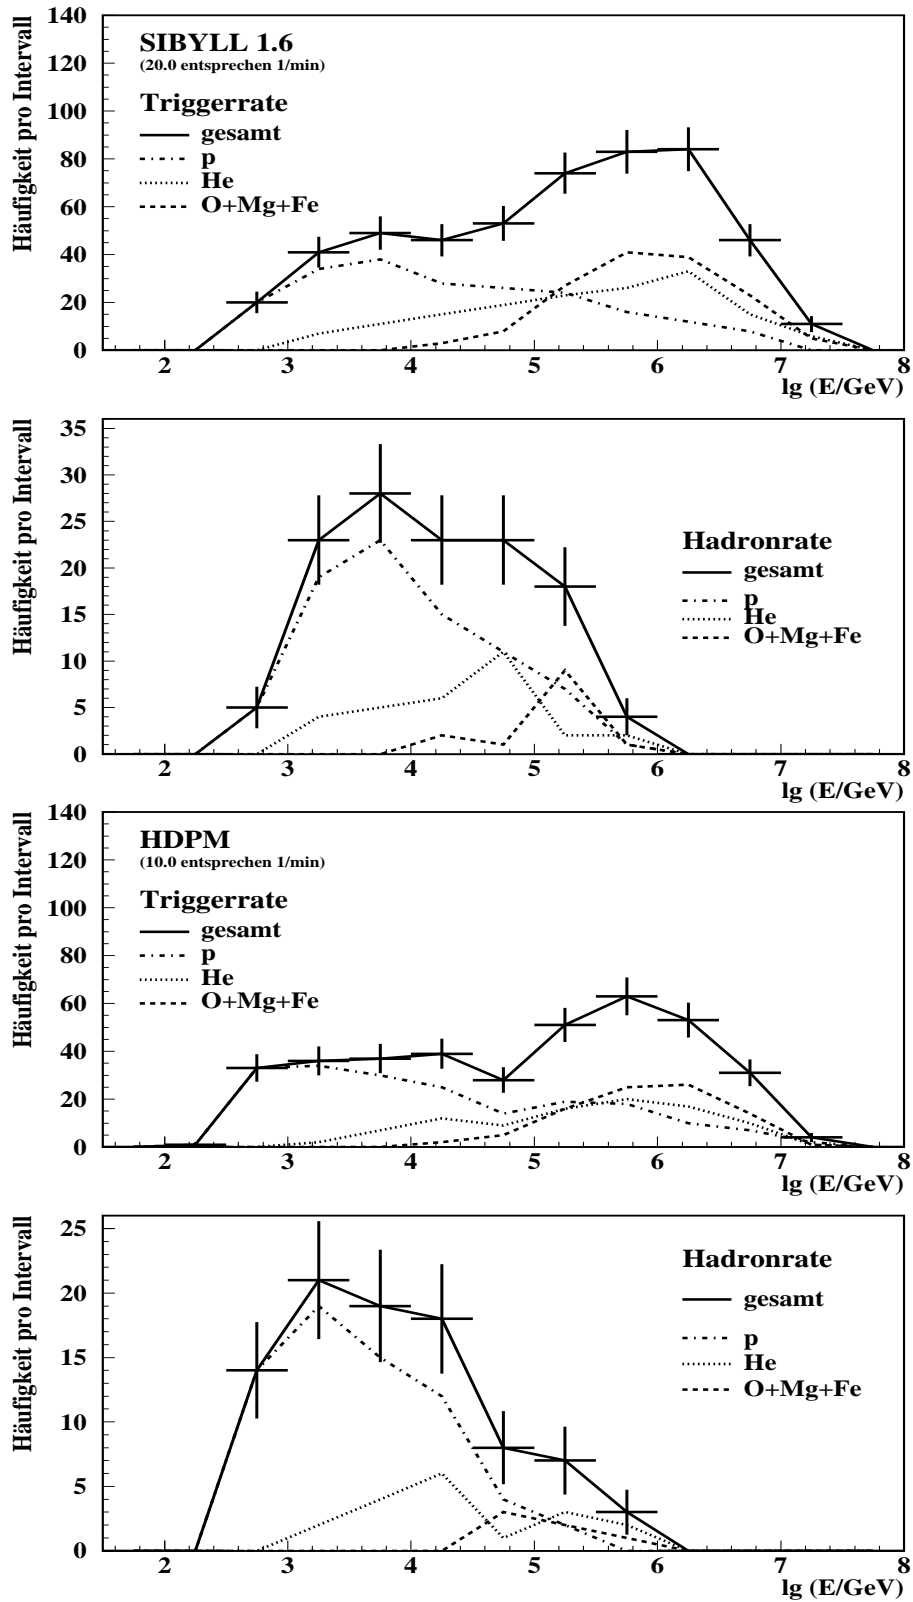 Häufigkeit pro Intervall
140
120
100
80
60
40
20
0
SIBYLL 1.6
(20.0 entsprechen 1/min)
Triggerrate
gesamt
p
He
O+Mg+Fe
2 3 4 5 6 7 8
lg (E/GeV)
Häufigkeit pro Intervall
35
30
25
20
15
10
5
0
Hadronrate
gesamt
p
He
O+Mg+Fe
2 3 4 5 6 7 8
lg (E/GeV)
Häufigkeit pro Intervall
140
120
100
80
60
40
20
0
HDPM
(10.0 entsprechen 1/min)
Triggerrate
gesamt
p
He
O+Mg+Fe
2 3 4 5 6 7 8
lg (E/GeV)
Häufigkeit pro Intervall
25
20
15
10
5
0
Hadronrate
gesamt
p
He
O+Mg+Fe
2 3 4 5 6 7 8
lg (E/GeV)